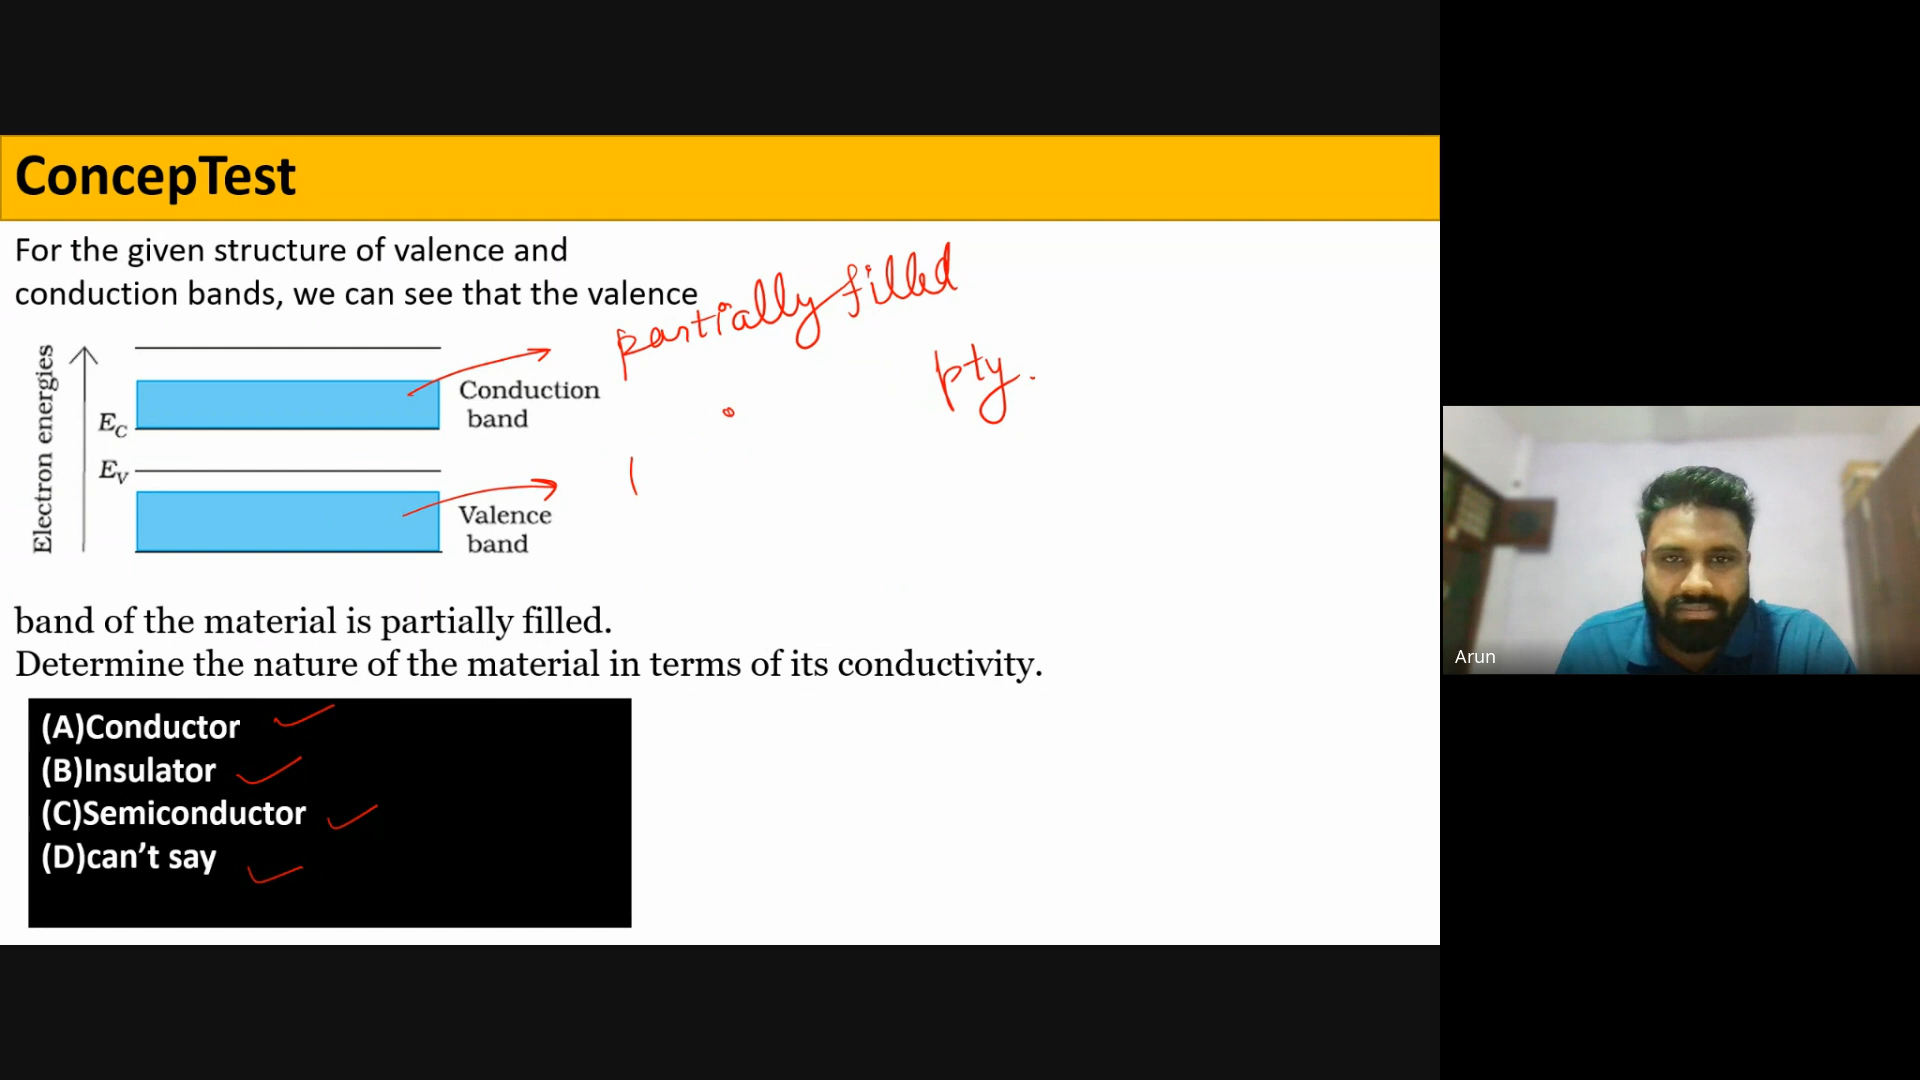 ConcepTest
For the given structure of valence and
conduction bands, we can see that the valence
partially filled
pty.
Electron energies
Conduction
band
EC
EV
Valence
band
band of the material is partially filled.
Determine the nature of the material in terms of its conductivity.
(A)Conductor
(B)Insulator
(C)Semiconductor
(D)can’t say
Arun